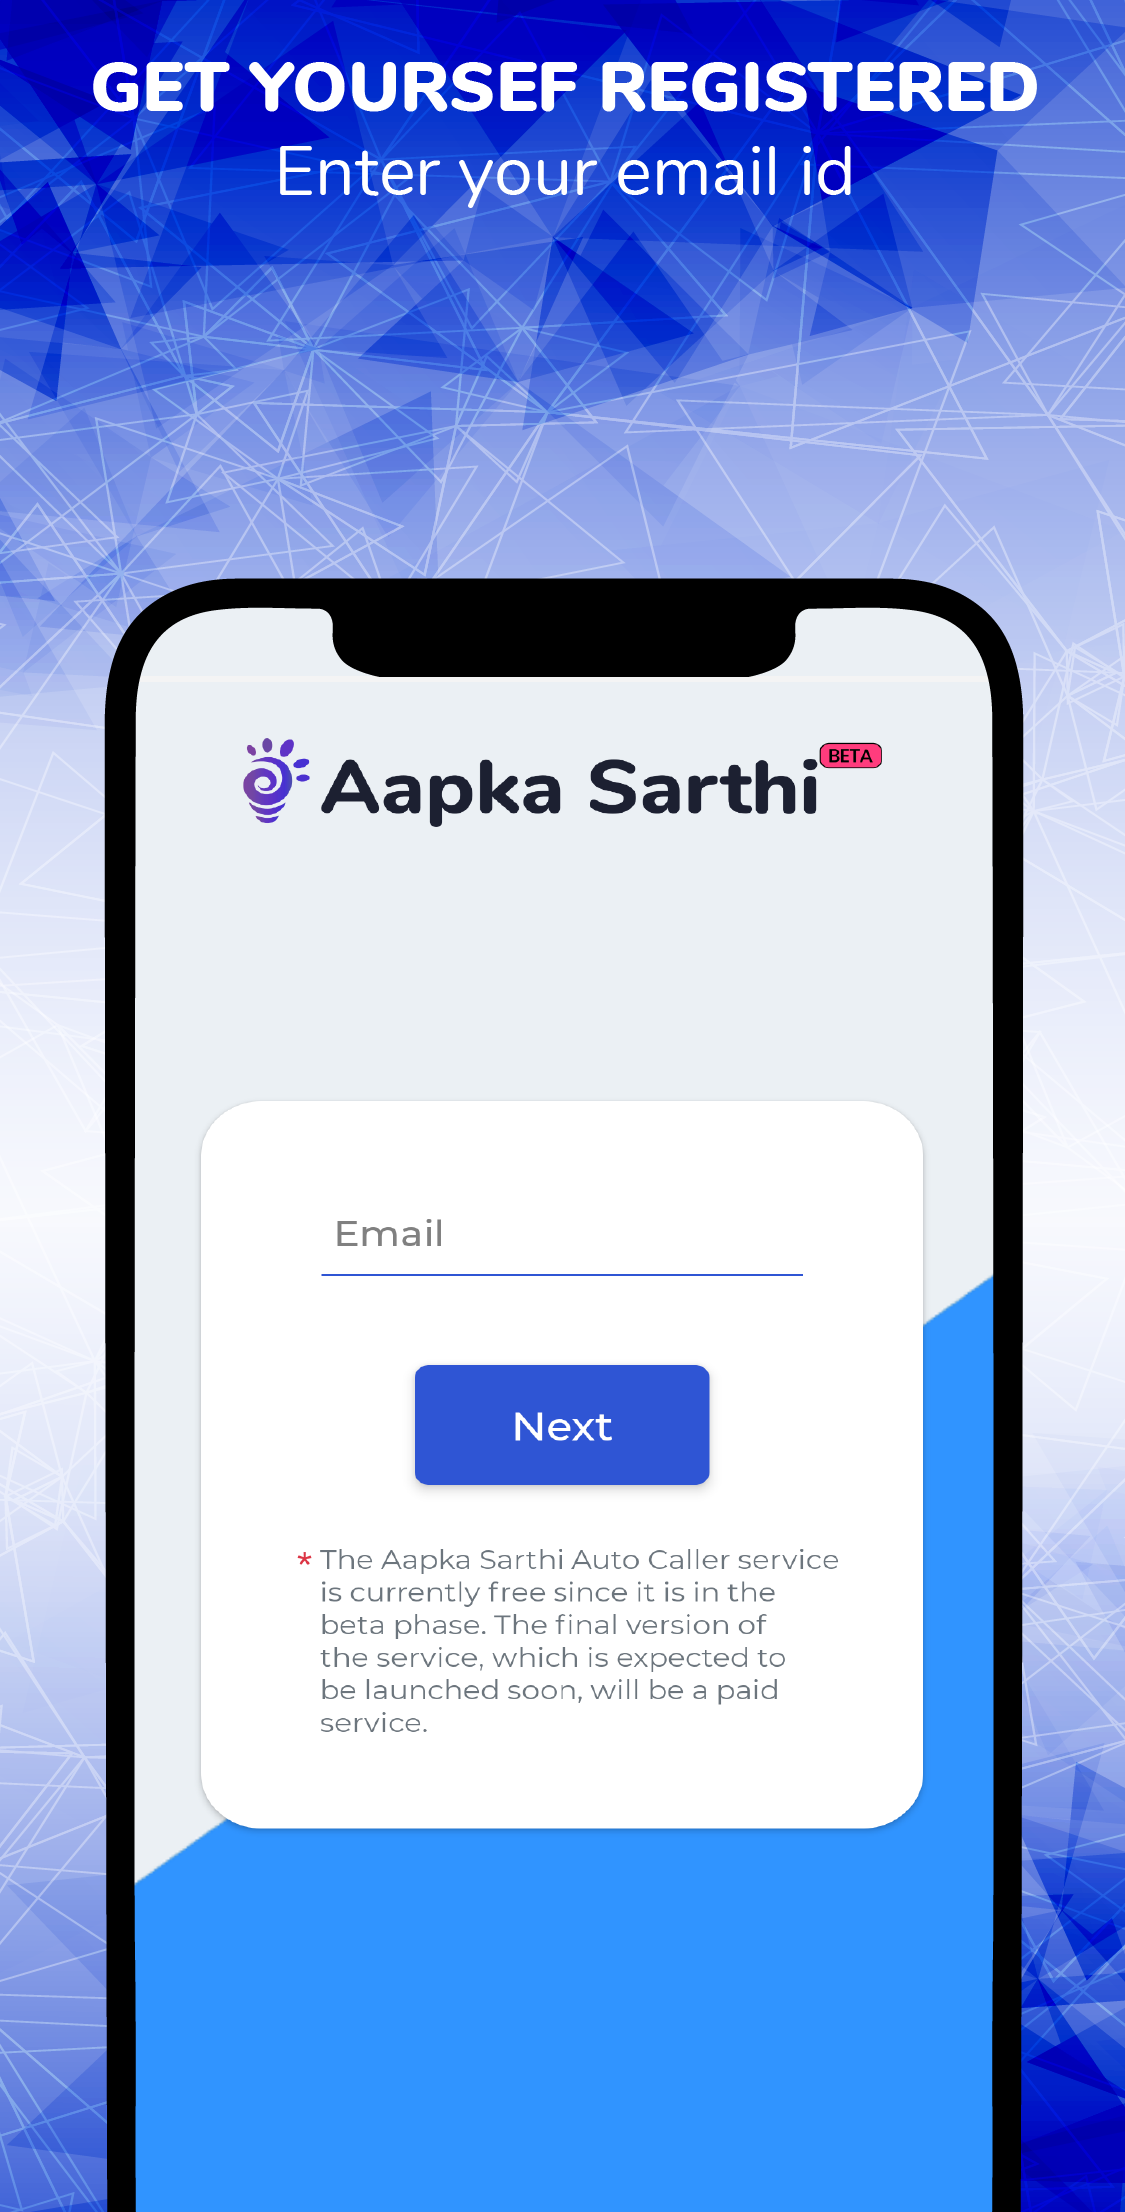 GET YOURSEF REGISTERED
Enter your email id
Aapka Sarthi BETA
Email
Next
* The Aapka Sarthi Auto Caller service
is currently free since it is in the
beta phase. The final version of
the service, which is expected to
be launched soon, will be a paid
service.